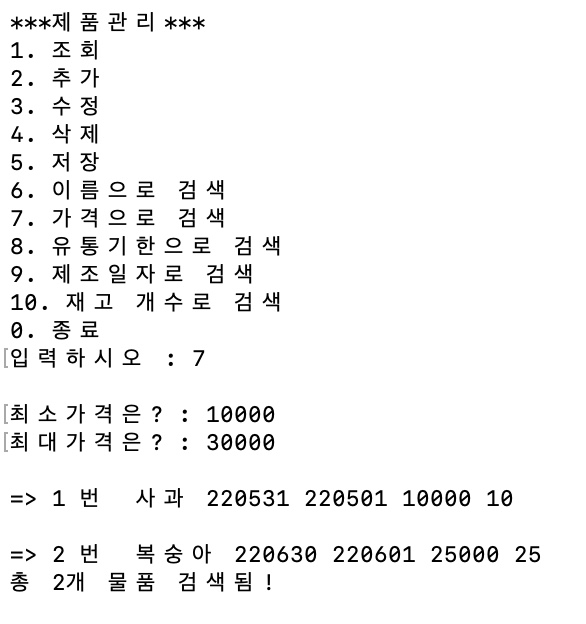 ***제품관리***
1. 조회
2. 추가
3. 수정
4. 삭제
5. 저장
6. 이름으로 검색
7. 가격으로 검색
8. 유통기한으로 검색
9. 제조일자로 검색
10. 재고 개수로 검색
0. 종료
[입력하시오 : 7
[최소가격은? : 10000
[최대가격은? : 30000
=> 1 번  사과 220531 220501 10000 10
=> 2 번  복숭아 220630 220601 25000 25
총 2개 물품 검색됨!